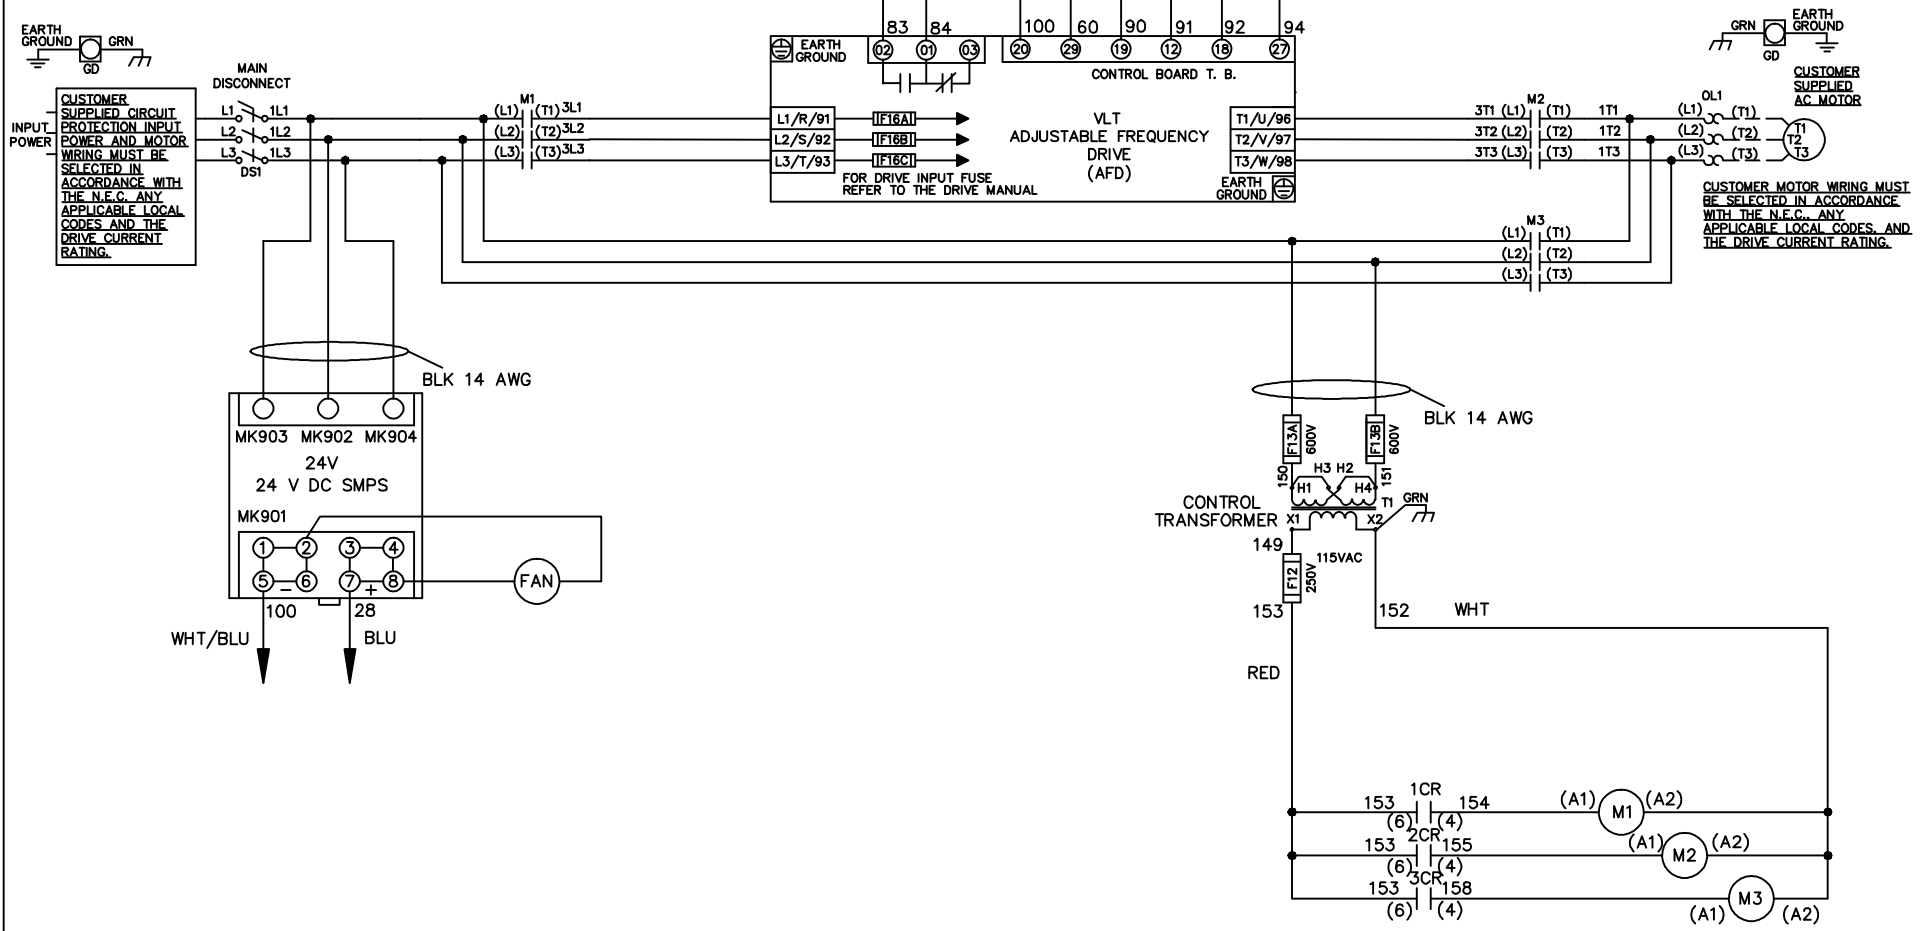 83
84
100
60
90
91
92
94
EARTH
GROUND
GRN
GD
EARTH
GROUND
02
01
03
20
29
19
12
18
27
CONTROL BOARD T. B.
GRN
EARTH
GROUND
GD
CUSTOMER
SUPPLIED
AC MOTOR
MAIN
DISCONNECT
INPUT
POWER
CUSTOMER
SUPPLIED CIRCUIT
PROTECTION INPUT
POWER AND MOTOR
WIRING MUST BE
SELECTED IN
ACCORDANCE WITH
THE N.E.C. ANY
APPLICABLE LOCAL
CODES AND THE
DRIVE CURRENT
RATING.
L1 1L1
L2 1L2
L3 1L3
DS1
M1
(L1) (T1) 3L1
(L2) (T2) 3L2
(L3) (T3) 3L3
L1/R/91
L2/S/92
L3/T/93
F16A
F16B
F16C
FOR DRIVE INPUT FUSE
REFER TO THE DRIVE MANUAL
VLT
ADJUSTABLE FREQUENCY
DRIVE
(AFD)
T1/U/96
T2/V/97
T3/W/98
EARTH
GROUND
M2
3T1 (L1) (T1) 1T1
3T2 (L2) (T2) 1T2
3T3 (L3) (T3) 1T3
OL1
(L1) (T1)
(L2) (T2)
(L3) (T3)
T1
T2
T3
CUSTOMER MOTOR WIRING MUST
BE SELECTED IN ACCORDANCE
WITH THE N.E.C., ANY
APPLICABLE LOCAL CODES, AND
THE DRIVE CURRENT RATING.
M3
(L1) (T1)
(L2) (T2)
(L3) (T3)
BLK 14 AWG
MK903 MK902 MK904
24V
24 V DC SMPS
MK901
1 2 3 4
5 – 6 7 + 8
FAN
100
28
WHT/BLU
BLU
BLK 14 AWG
F13A
600V
F13B
600V
150
H3 H2
151
H1
H4
CONTROL
TRANSFORMER
T1
GRN
X1
X2
149
115VAC
F12
250V
153
152
WHT
RED
1CR
153 154
(6) (4)
(A1) M1 (A2)
2CR
153 155
(6) (4)
(A1) M2 (A2)
3CR
153 158
(6) (4)
(A1) M3 (A2)